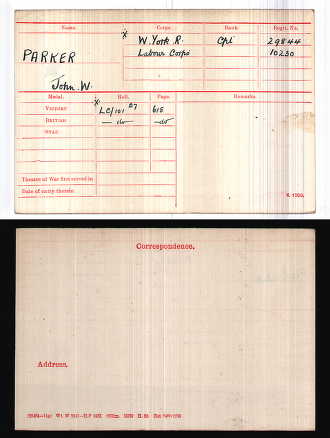 Name. Corps. Rank. Regtl. No.
X W. York R. Cpl 29844
PARKER Labour Corps 10230
John. W.
Medal. Roll. Page. Remarks.
X
VICTORY LC/101 B7 615
BRITISH — do — — do —
STAR
Theatre of War first served in
Date of entry therein
K. 1380.
Correspondence.
Address.